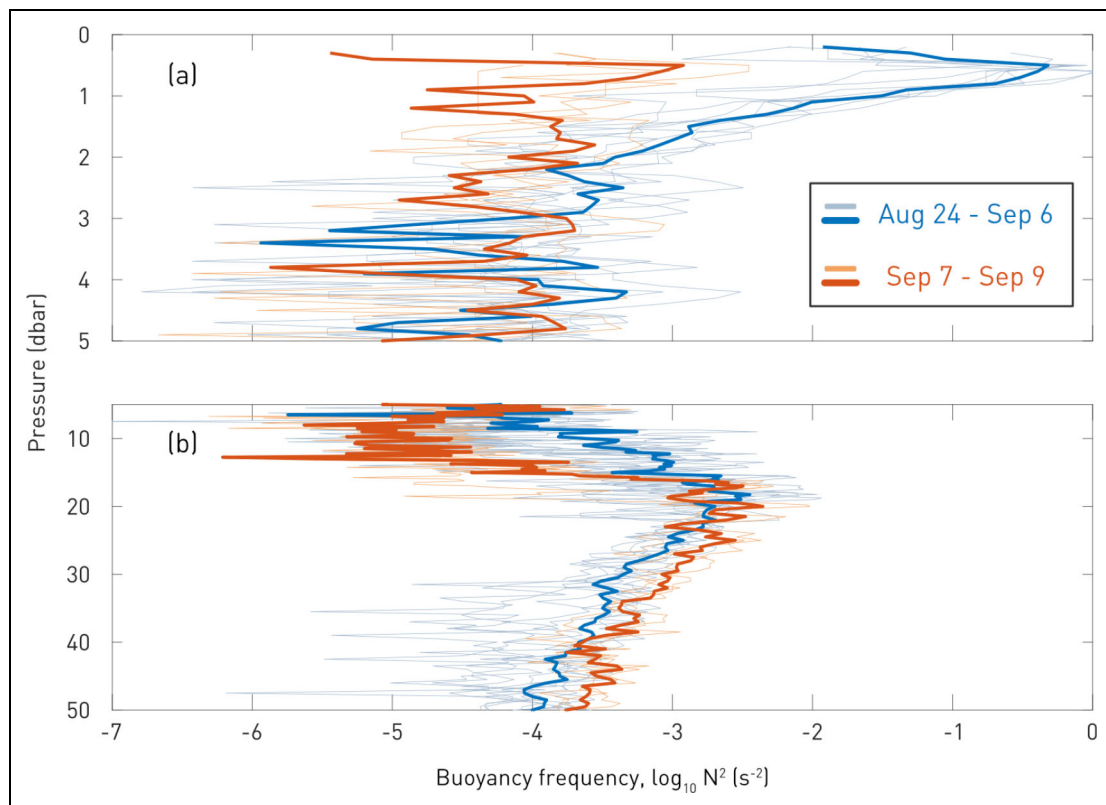 0
(a)
1
2
3
4
5
Aug 24 - Sep 6
Sep 7 - Sep 9
Pressure (dbar)
(b)
10
20
30
40
50
-7 -6 -5 -4 -3 -2 -1 0
Buoyancy frequency, log₁₀ N² (s⁻²)